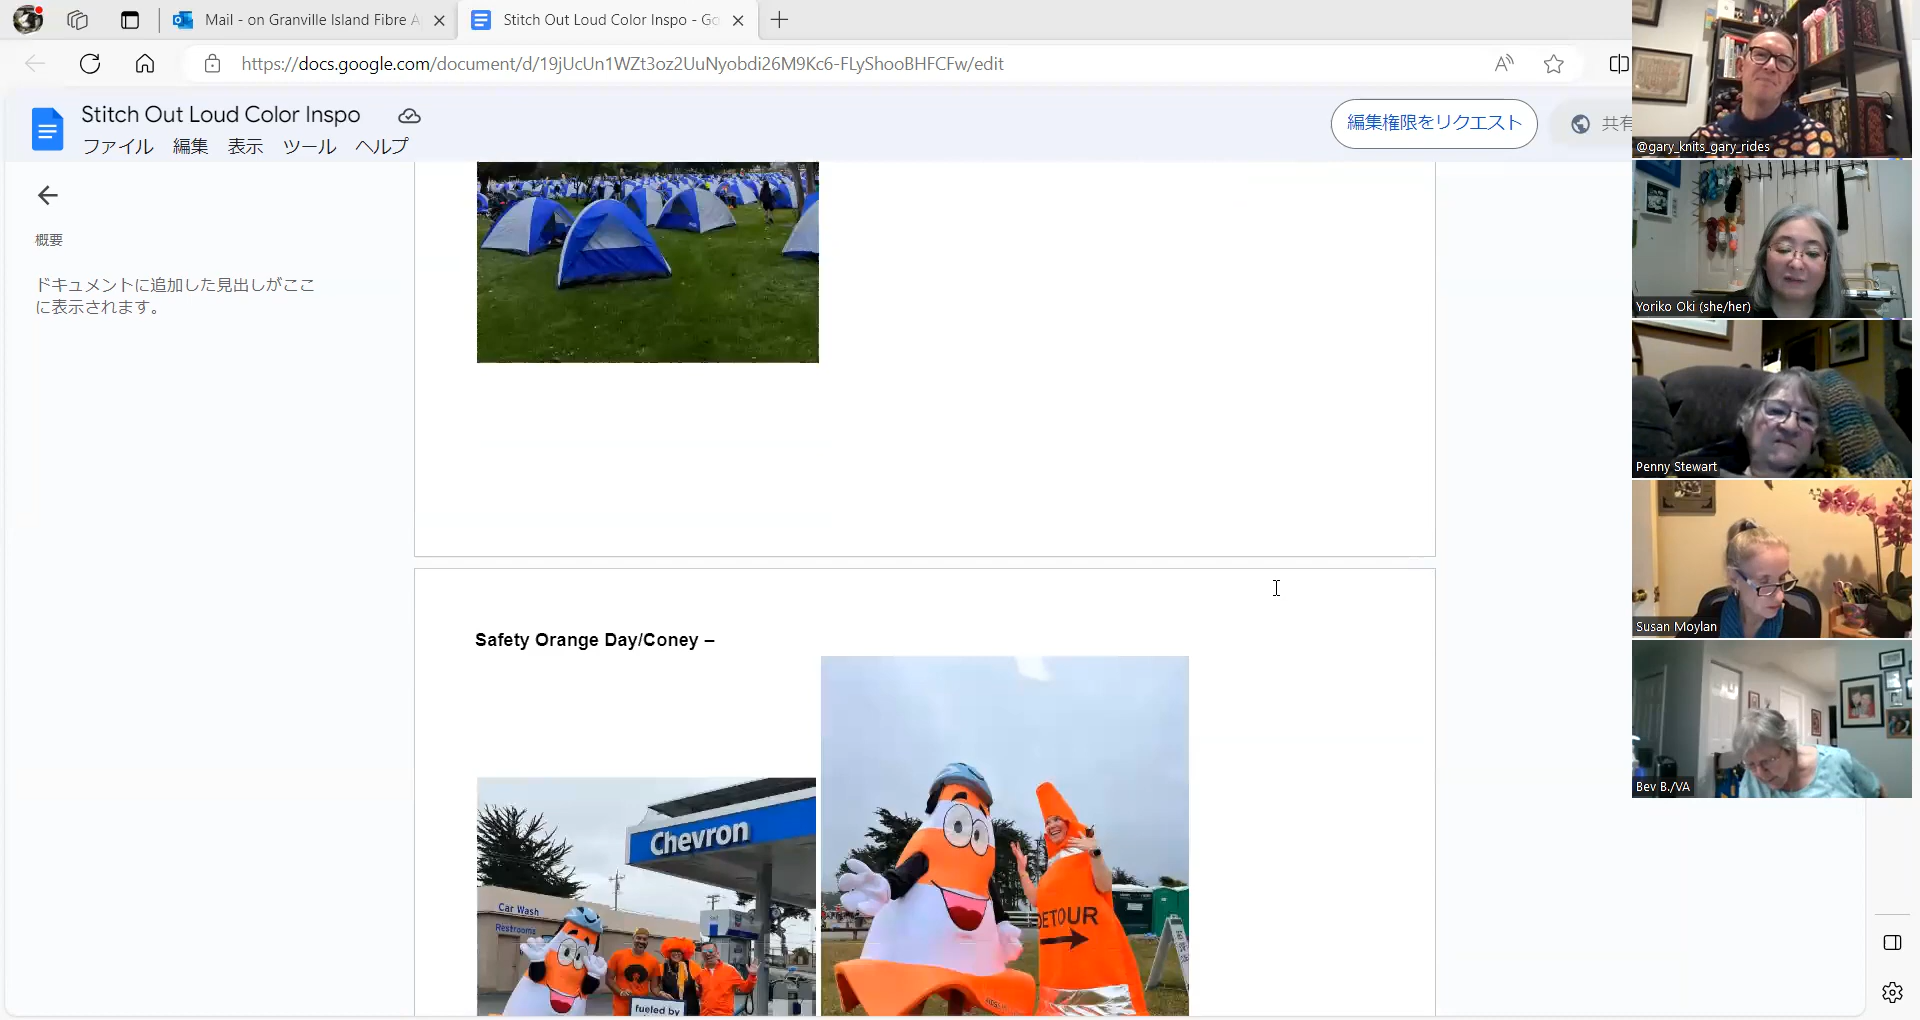 Mail - on Granville Island Fibre A
Stitch Out Loud Color Inspo - Go
https://docs.google.com/document/d/19jUcUn1WZt3oz2UuNyobdi26M9Kc6-FLyShooBHFCFw/edit
Stitch Out Loud Color Inspo
ファイル 編集 表示 ツール ヘルプ
編集権限をリクエスト
共有
概要
ドキュメントに追加した見出しがここ
に表示されます。
Safety Orange Day/Coney –
Chevron
Car Wash
Restrooms
fueled by
DETOUR
@gary_knits_gary_rides
Yoriko Oki (she/her)
Penny Stewart
Susan Moylan
Bev B./VA